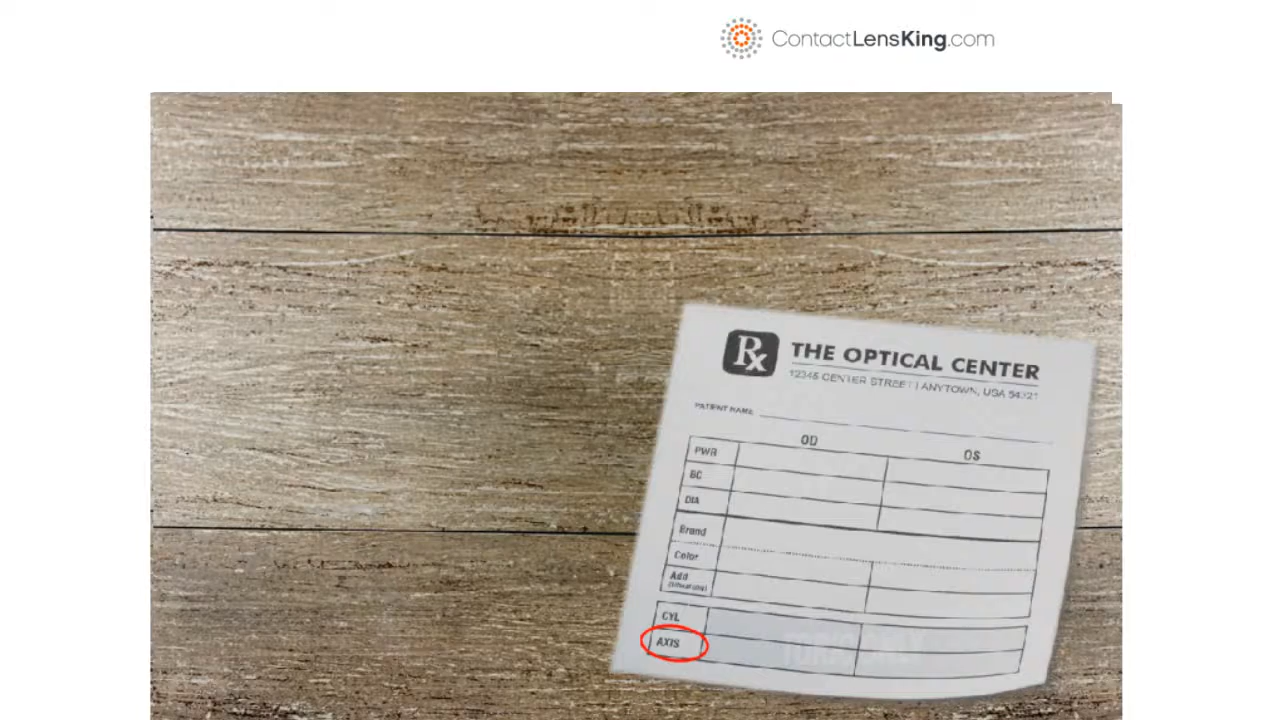 ContactLensKing.com
Rx THE OPTICAL CENTER
12345 CENTER STREET | ANYTOWN, USA 54321
PATIENT NAME
OD OS
PWR
BC
DIA
Brand
Color
Add
CYL
AXIS
ONLY